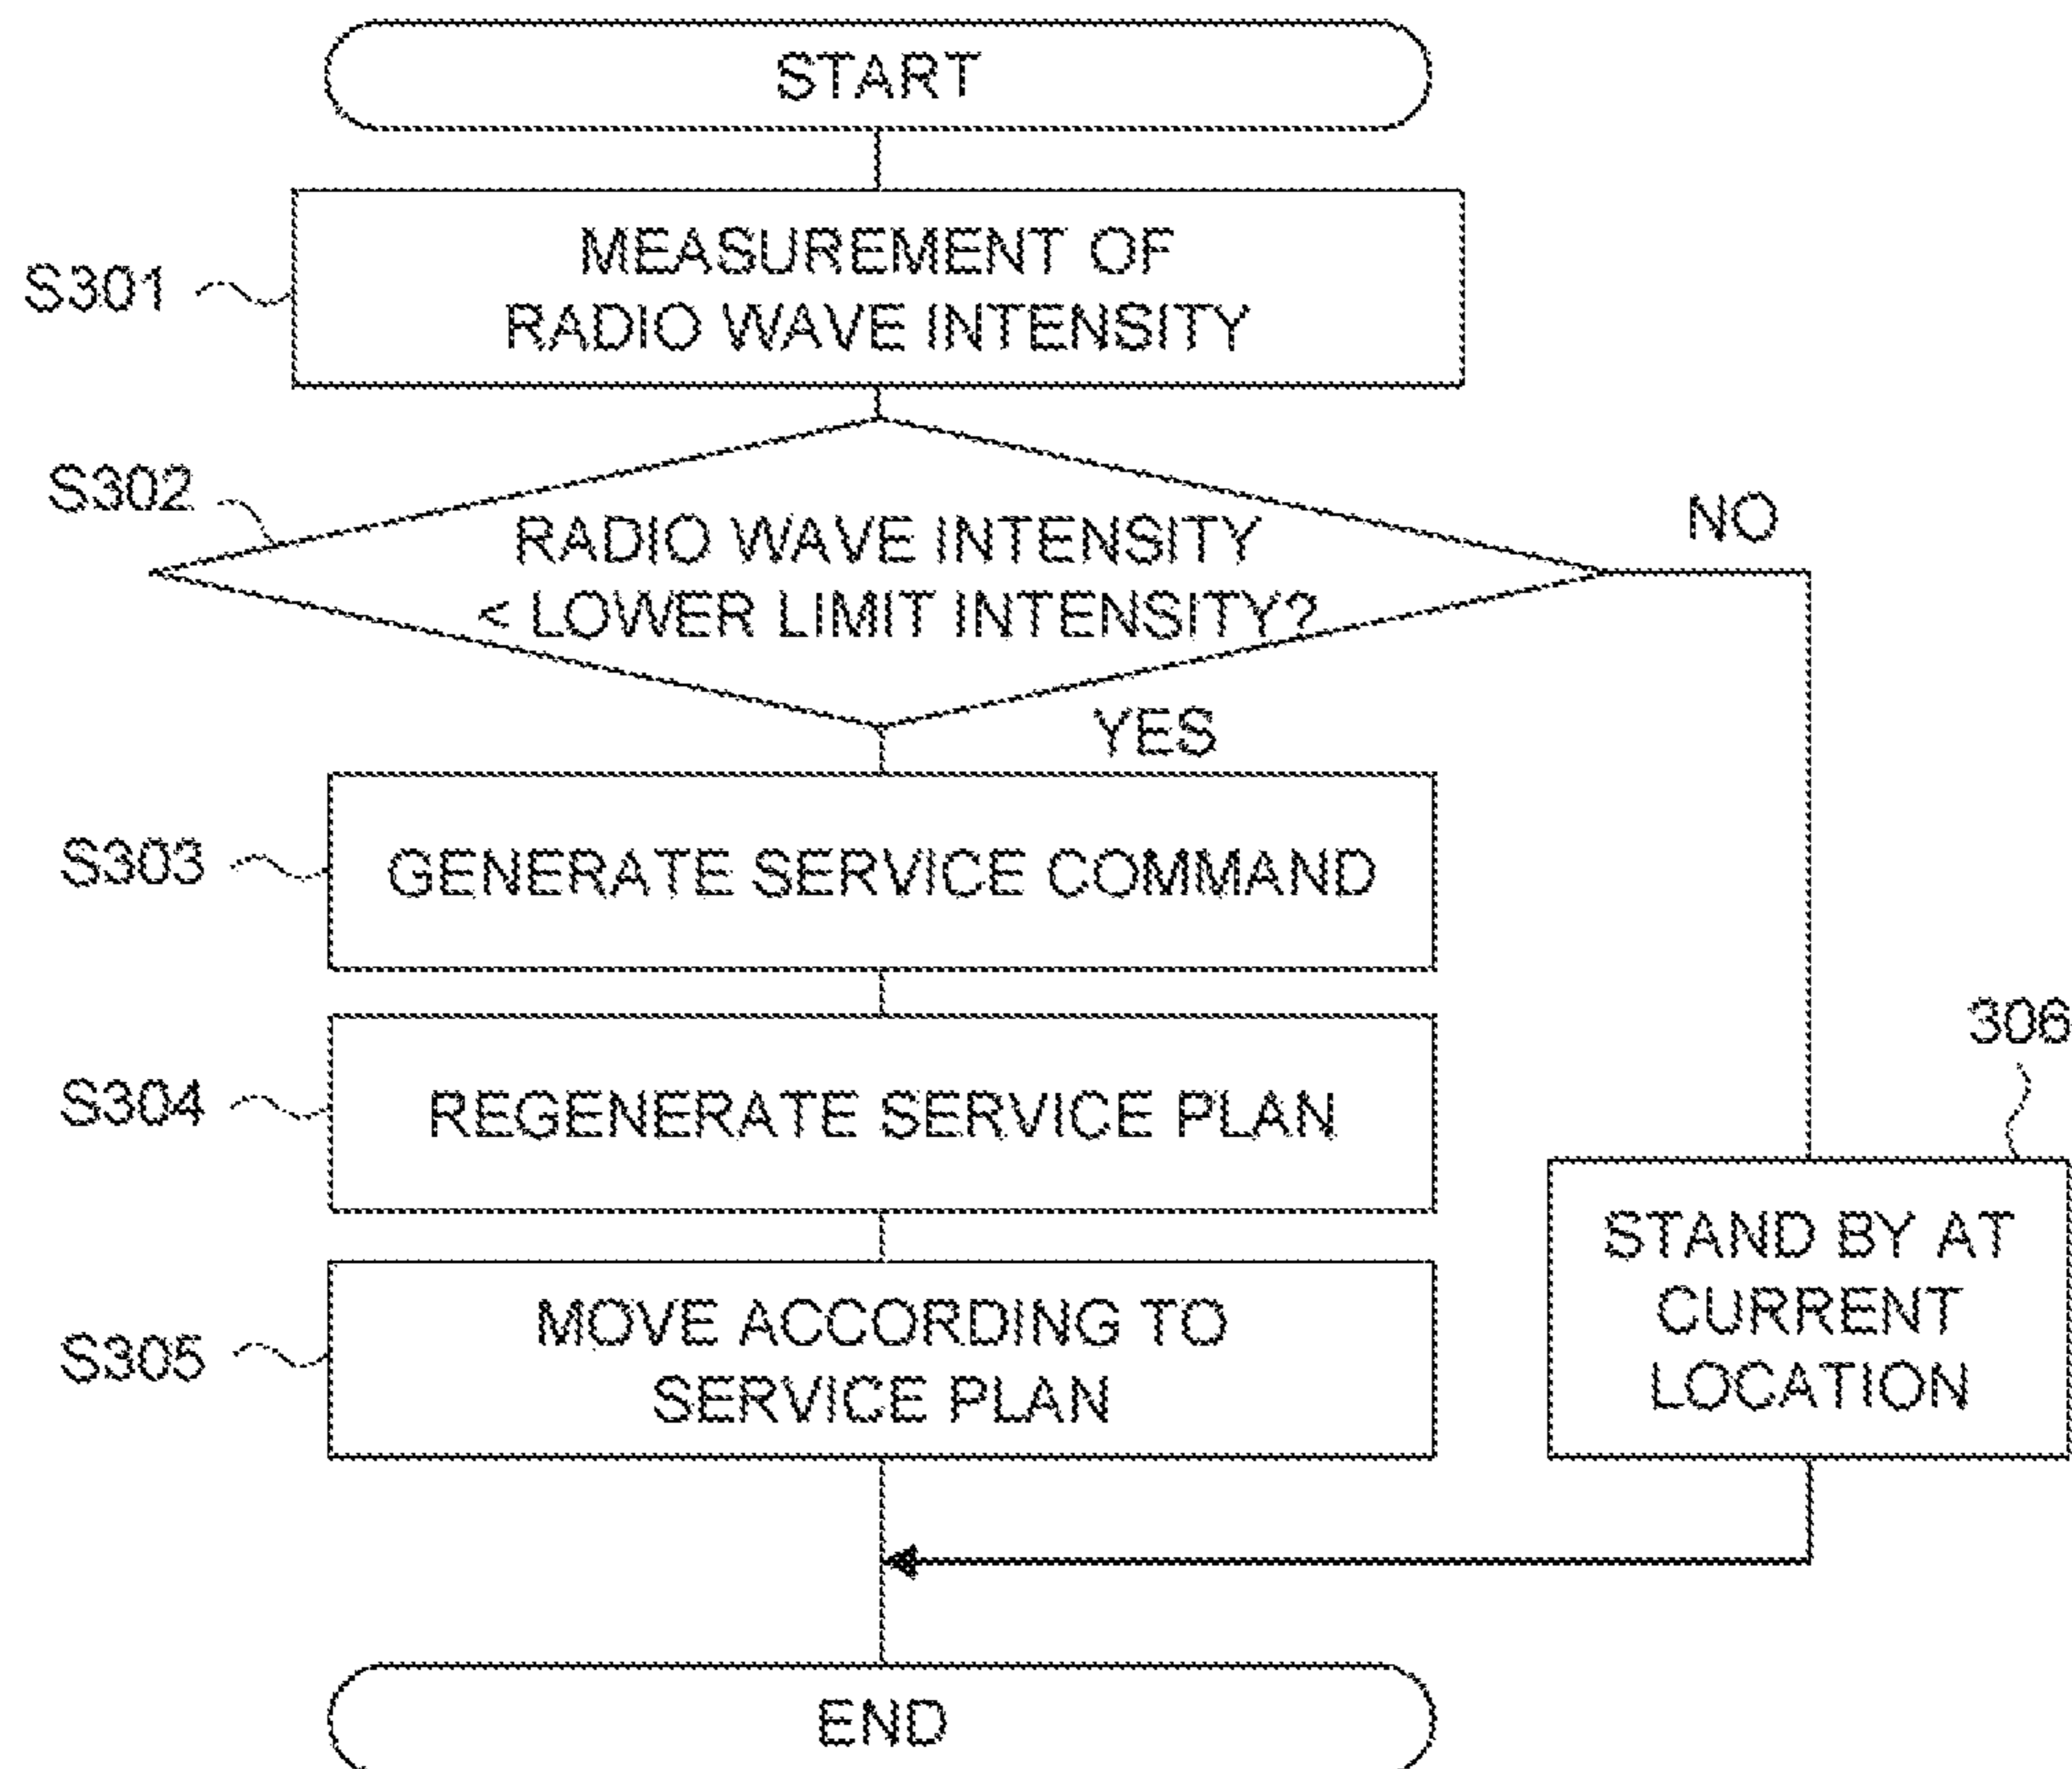 START
S301
MEASUREMENT OF
RADIO WAVE INTENSITY
S302
RADIO WAVE INTENSITY
< LOWER LIMIT INTENSITY?
NO
YES
S303
GENERATE SERVICE COMMAND
S304
REGENERATE SERVICE PLAN
306
STAND BY AT
CURRENT
LOCATION
S305
MOVE ACCORDING TO
SERVICE PLAN
END